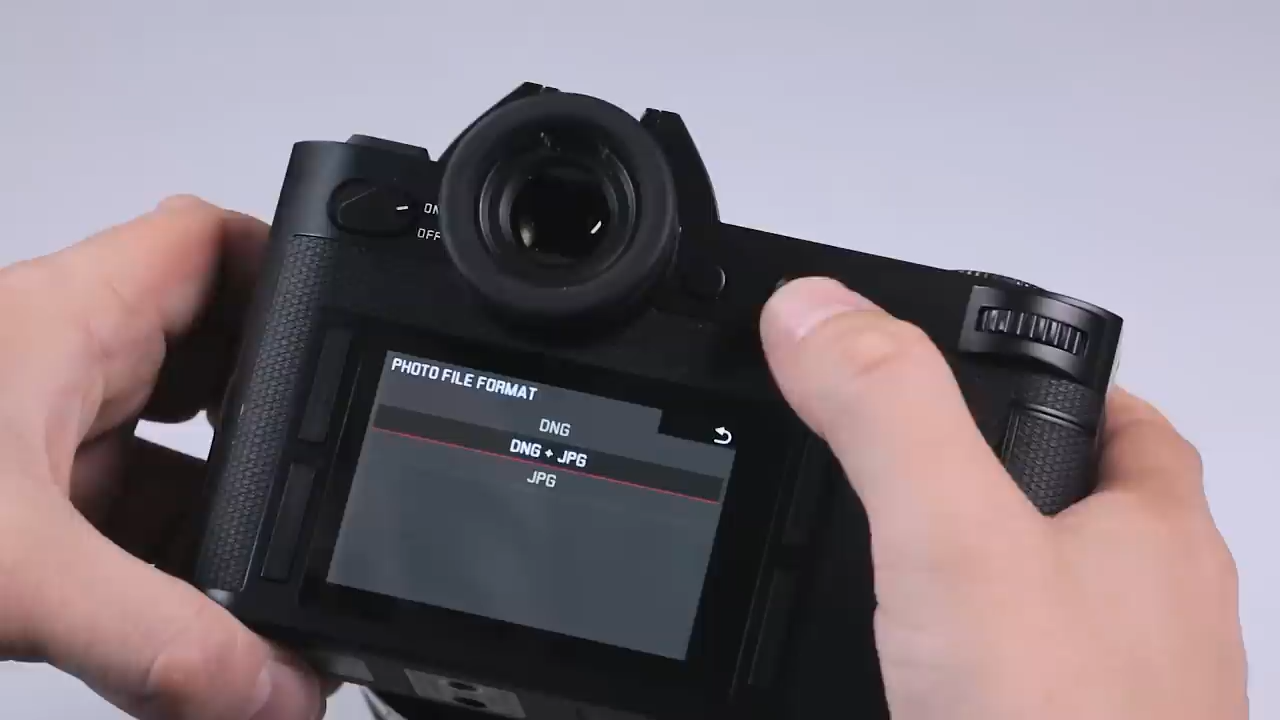 ON
OFF
PHOTO FILE FORMAT
DNG
DNG + JPG
JPG